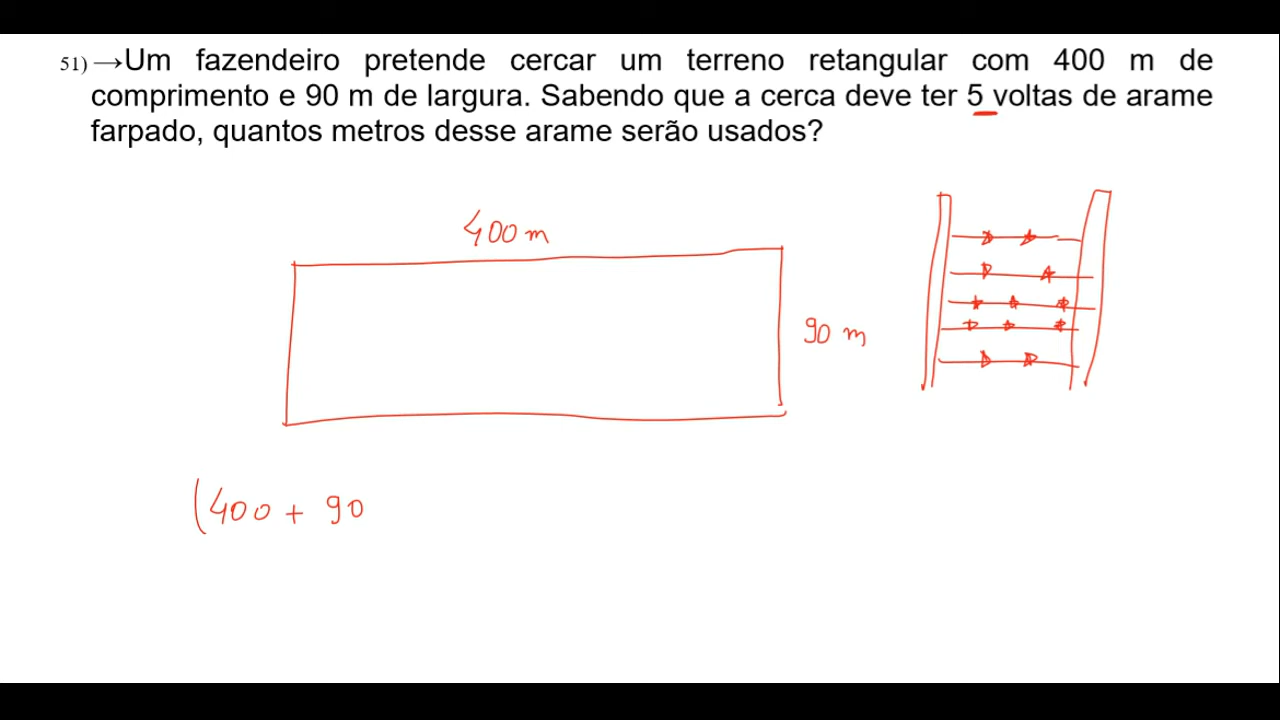 51) →Um fazendeiro pretende cercar um terreno retangular com 400 m de
comprimento e 90 m de largura. Sabendo que a cerca deve ter 5 voltas de arame
farpado, quantos metros desse arame serão usados?
400 m
90 m
(400 + 90